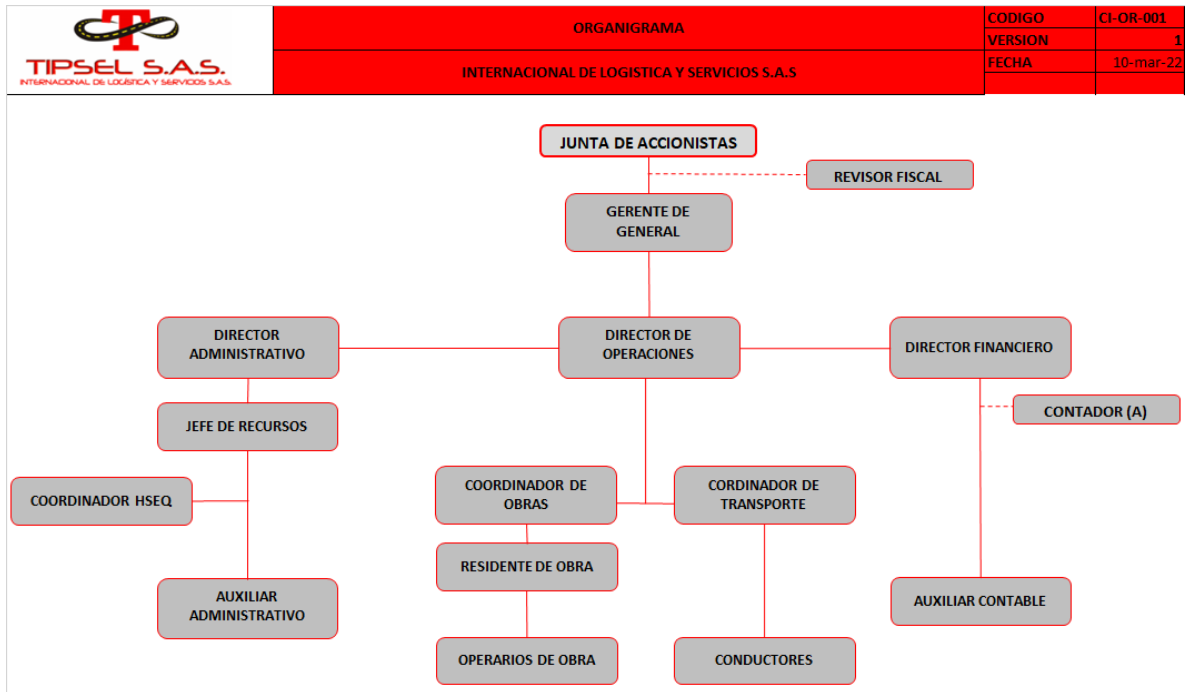 TIPSEL S.A.S.
INTERNACIONAL DE LOGÍSTICA Y SERVICIOS S.A.S.
ORGANIGRAMA
INTERNACIONAL DE LOGISTICA Y SERVICIOS S.A.S
CODIGO CI-OR-001
VERSION 1
FECHA 10-mar-22
JUNTA DE ACCIONISTAS
REVISOR FISCAL
GERENTE DE
GENERAL
DIRECTOR
ADMINISTRATIVO
DIRECTOR DE
OPERACIONES
DIRECTOR FINANCIERO
JEFE DE RECURSOS
CONTADOR (A)
COORDINADOR HSEQ
COORDINADOR DE
OBRAS
CORDINADOR DE
TRANSPORTE
RESIDENTE DE OBRA
AUXILIAR
ADMINISTRATIVO
AUXILIAR CONTABLE
OPERARIOS DE OBRA
CONDUCTORES